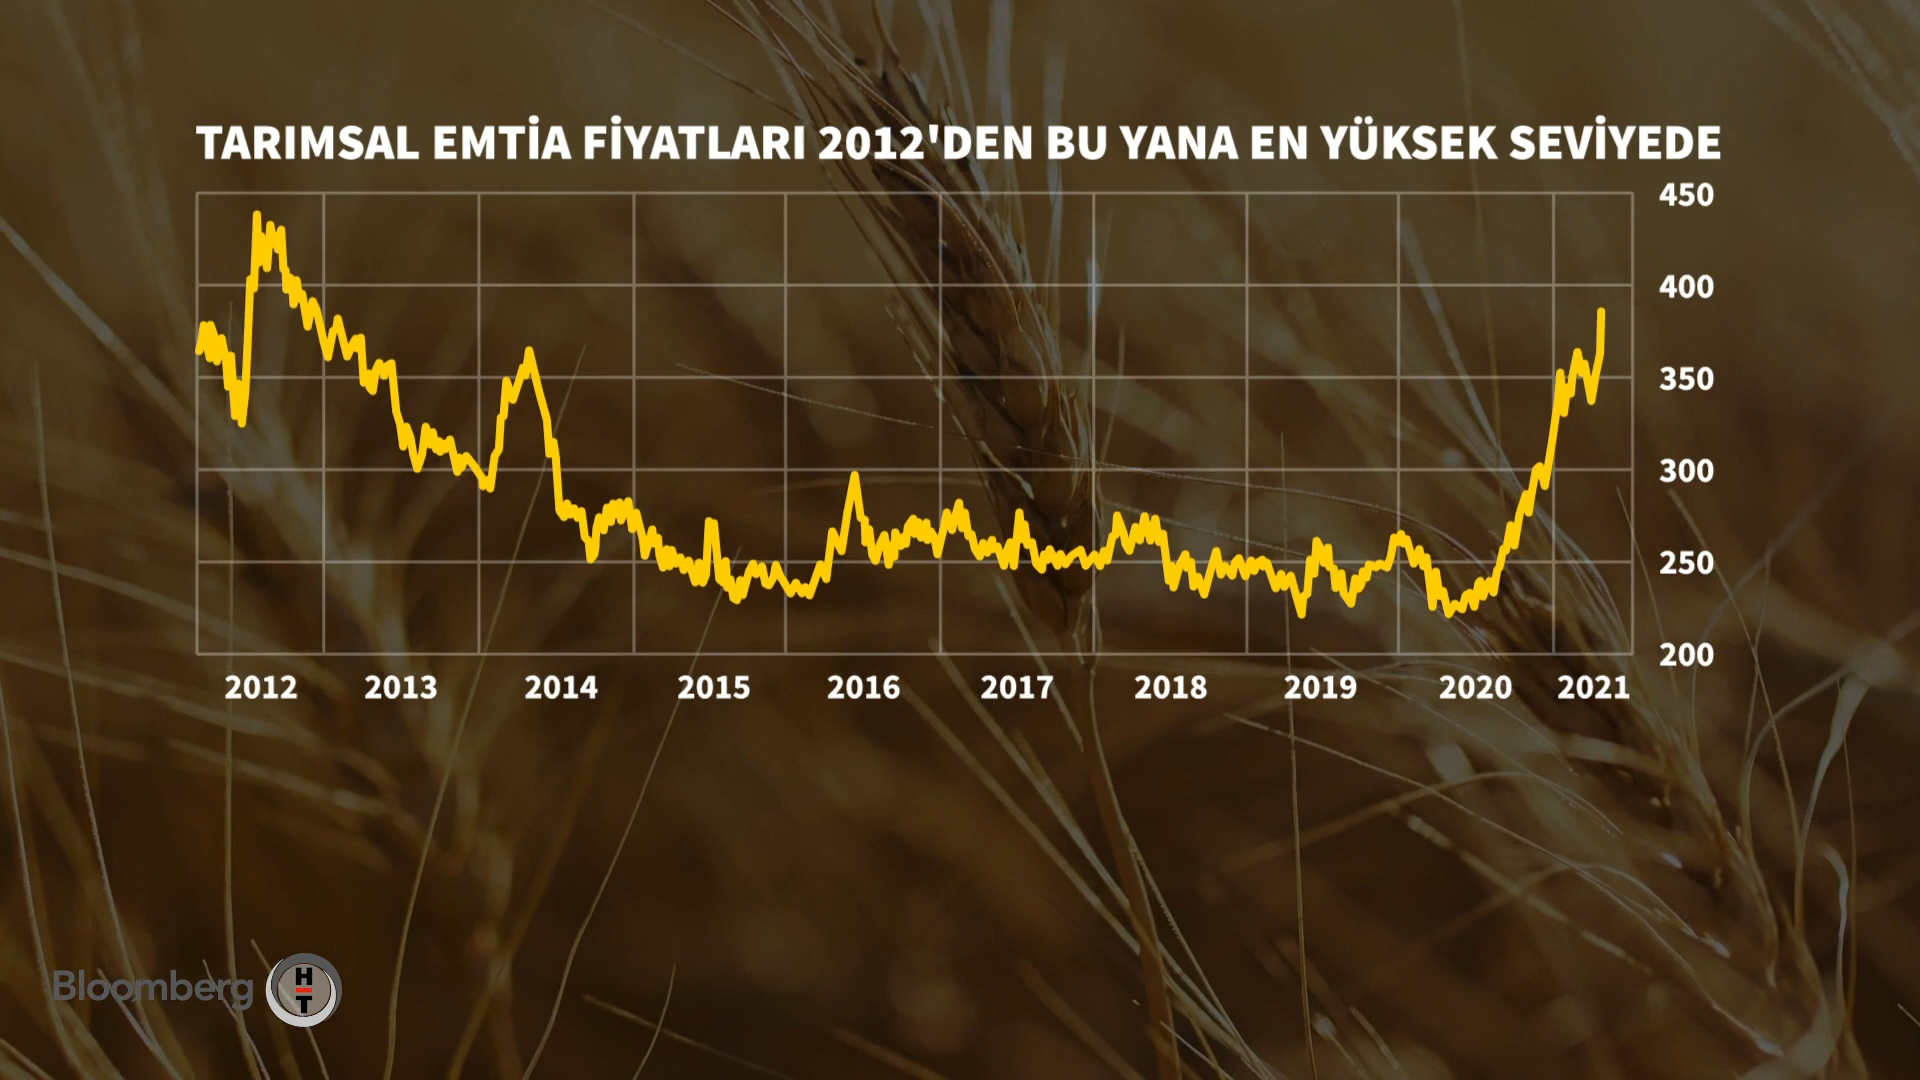 TARIMSAL EMTİA FİYATLARI 2012'DEN BU YANA EN YÜKSEK SEVİYEDE
450
400
350
300
250
200
2012 2013 2014 2015 2016 2017 2018 2019 2020 2021
Bloomberg HT